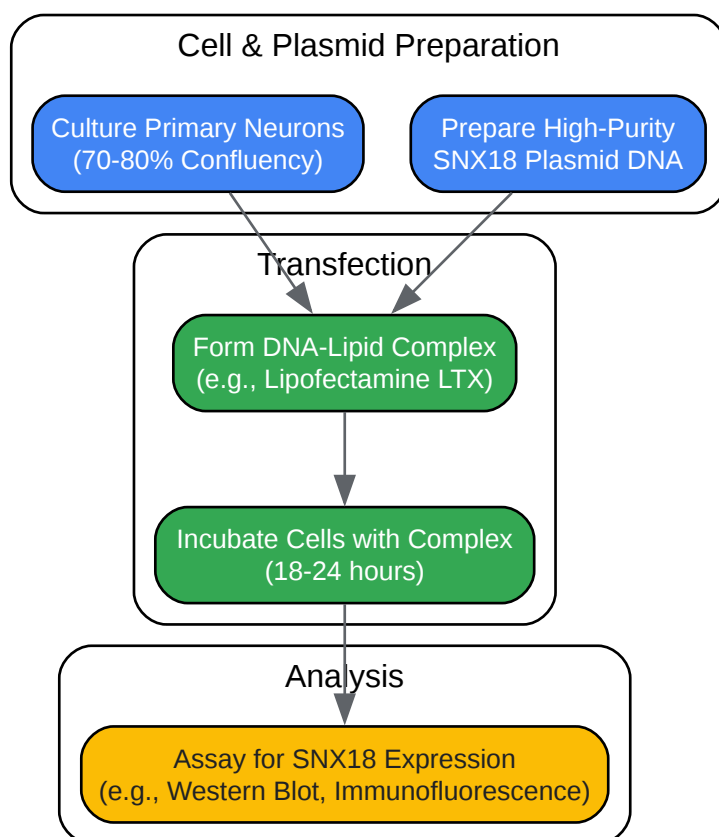 Cell & Plasmid Preparation
Culture Primary Neurons
(70-80% Confluency)
Prepare High-Purity
SNX18 Plasmid DNA
Transfection
Form DNA-Lipid Complex
(e.g., Lipofectamine LTX)
Incubate Cells with Complex
(18-24 hours)
Analysis
Assay for SNX18 Expression
(e.g., Western Blot, Immunofluorescence)